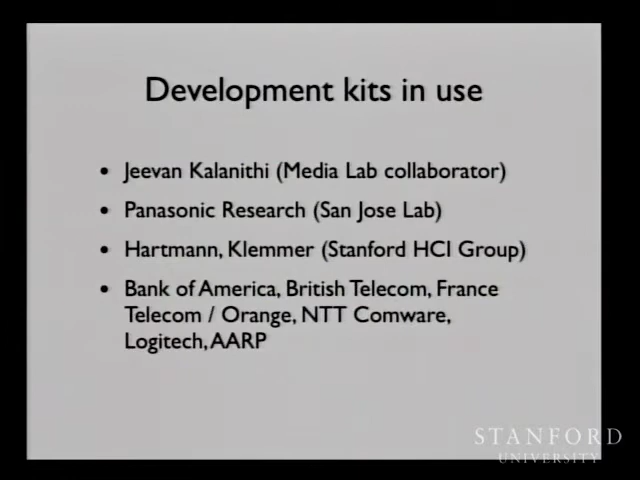 Development kits in use
• Jeevan Kalanithi (Media Lab collaborator)
• Panasonic Research (San Jose Lab)
• Hartmann, Klemmer (Stanford HCI Group)
• Bank of America, British Telecom, France
Telecom / Orange, NTT Comware,
Logitech, AARP
STANFORD
UNIVERSITY